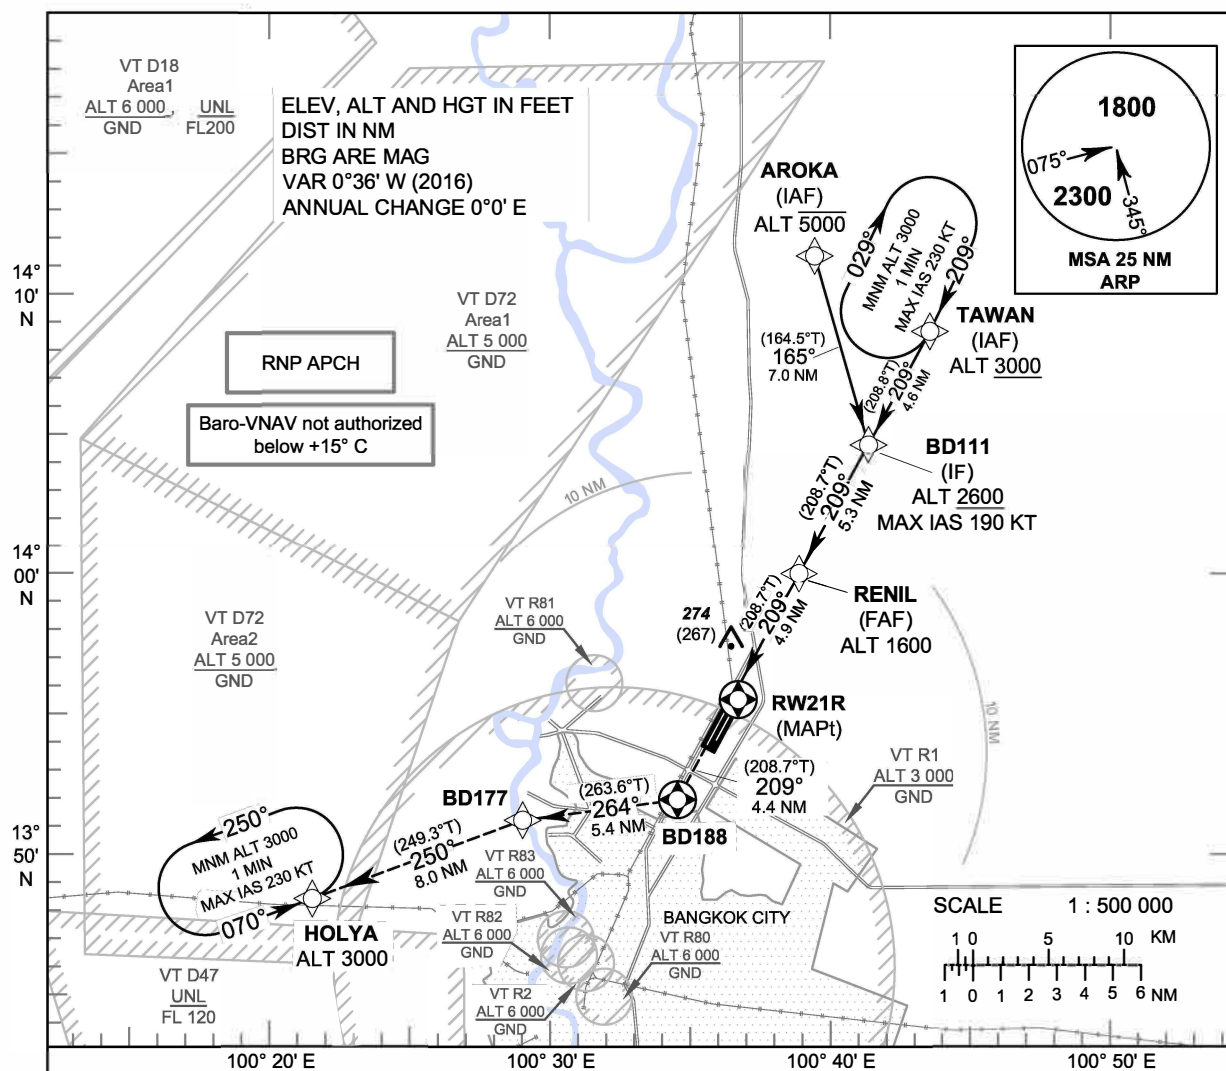 VT D18
Area1
ALT 6 000
GND
UNL
FL200
ELEV, ALT AND HGT IN FEET
DIST IN NM
BRG ARE MAG
VAR 0°36' W (2016)
ANNUAL CHANGE 0°0' E
1800
075°
2300
345°
MSA 25 NM
ARP
AROKA
(IAF)
ALT 5000
029°
MNM ALT 3000
1 MIN
MAX IAS 230 KT
209°
TAWAN
(IAF)
ALT 3000
14°
10'
N
VT D72
Area1
ALT 5 000
GND
RNP APCH
Baro-VNAV not authorized
below +15° C
(164.5°T)
165°
7.0 NM
(208.8°T)
209°
4.6 NM
BD111
(IF)
ALT 2600
MAX IAS 190 KT
10 NM
(208.7°T)
209°
5.3 NM
14°
00'
N
RENIL
(FAF)
ALT 1600
VT D72
Area2
ALT 5 000
GND
VT R81
ALT 6 000
GND
274
(267)
(208.7°T)
209°
4.9 NM
RW21R
(MAPt)
10 NM
VT R1
ALT 3 000
GND
(208.7°T)
209°
4.4 NM
BD177
(263.6°T)
264°
5.4 NM
BD188
13°
50'
N
250°
MNM ALT 3000
1 MIN
MAX IAS 230 KT
070°
(249.3°T)
250°
8.0 NM
HOLYA
ALT 3000
VT R83
ALT 6 000
GND
VT R82
ALT 6 000
GND
BANGKOK CITY
VT R80
ALT 6 000
GND
VT R2
ALT 6 000
GND
VT D47
UNL
FL 120
SCALE 1 : 500 000
1 0 5 10 KM
1 0 1 2 3 4 5 6 NM
100° 20' E 100° 30' E 100° 40' E 100° 50' E